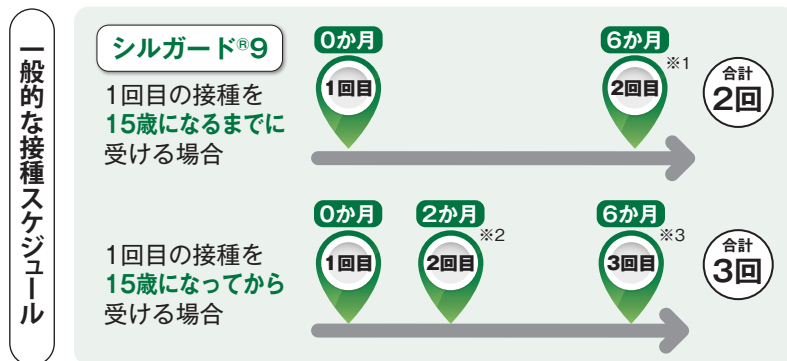 一般的な接種スケジュール
シルガード®9
1回目の接種を
15歳になるまでに
受ける場合
0か月
1回目
6か月
※1
2回目
合計
2回
1回目の接種を
15歳になってから
受ける場合
0か月
1回目
2か月
※2
2回目
6か月
※3
3回目
合計
3回